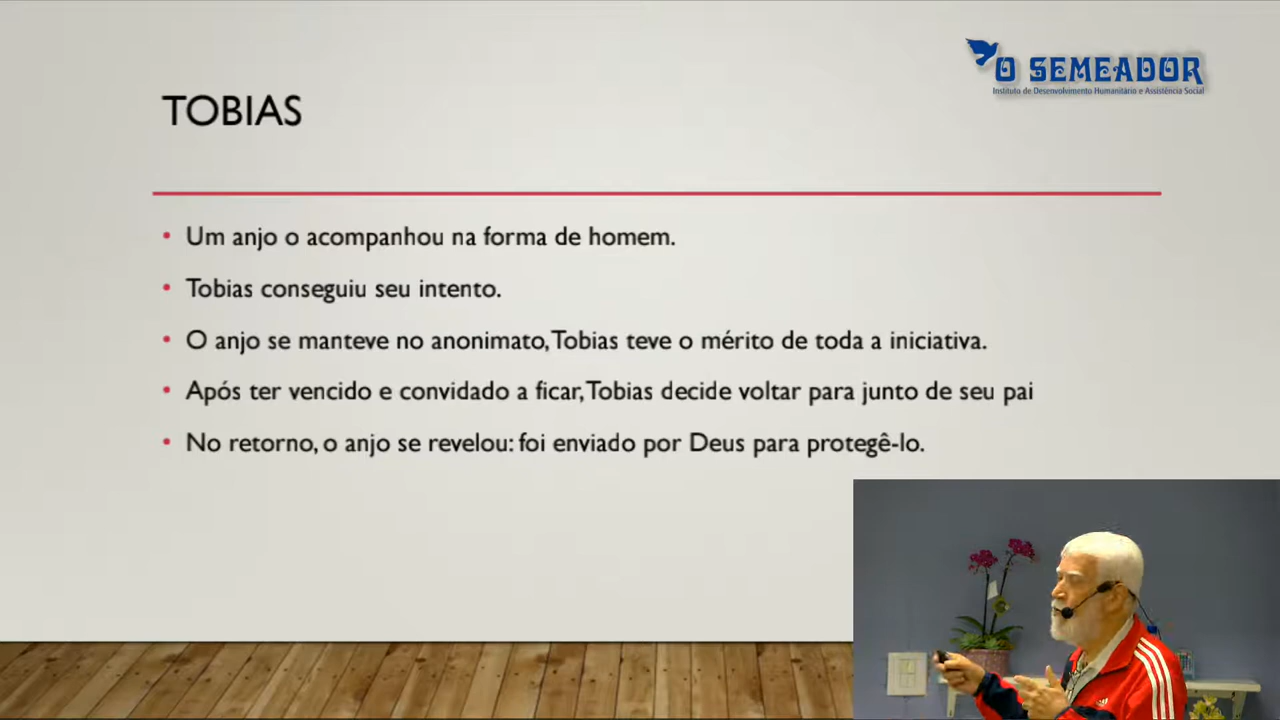 O SEMEADOR
Instituto de Desenvolvimento Humanitário e Assistência Social
TOBIAS
• Um anjo o acompanhou na forma de homem.
• Tobias conseguiu seu intento.
• O anjo se manteve no anonimato, Tobias teve o mérito de toda a iniciativa.
• Após ter vencido e convidado a ficar, Tobias decide voltar para junto de seu pai
• No retorno, o anjo se revelou: foi enviado por Deus para protegê-lo.